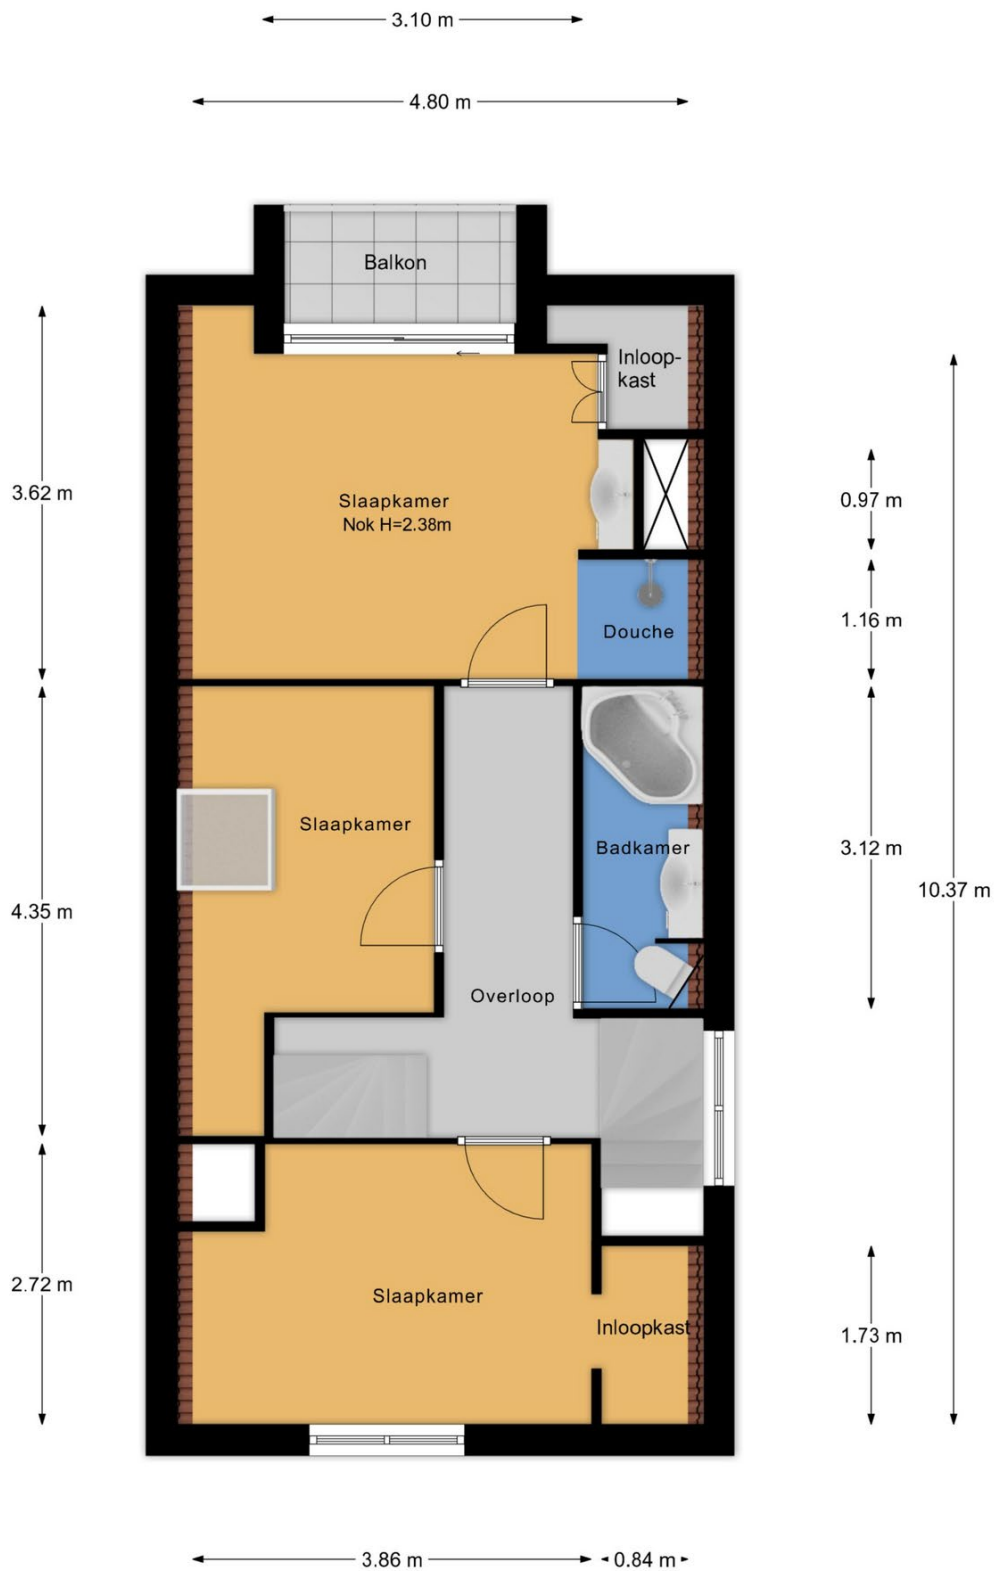 3.10 m
4.80 m
Balkon
Inloop-
kast
3.62 m
Slaapkamer
Nok H=2.38m
0.97 m
Douche
1.16 m
Slaapkamer
Badkamer
3.12 m
10.37 m
4.35 m
Overloop
2.72 m
Slaapkamer
Inloopkast
1.73 m
3.86 m
0.84 m